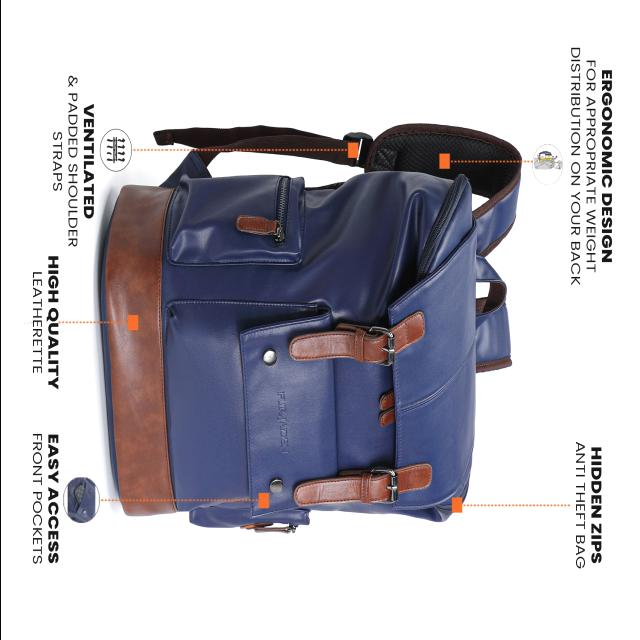 ERGONOMIC DESIGN
FOR APPROPRIATE WEIGHT
DISTRIBUTION ON YOUR BACK
HIDDEN ZIPS
ANTI THEFT BAG
VENTILATED
& PADDED SHOULDER
STRAPS
HIGH QUALITY
LEATHERETTE
EASY ACCESS
FRONT POCKETS